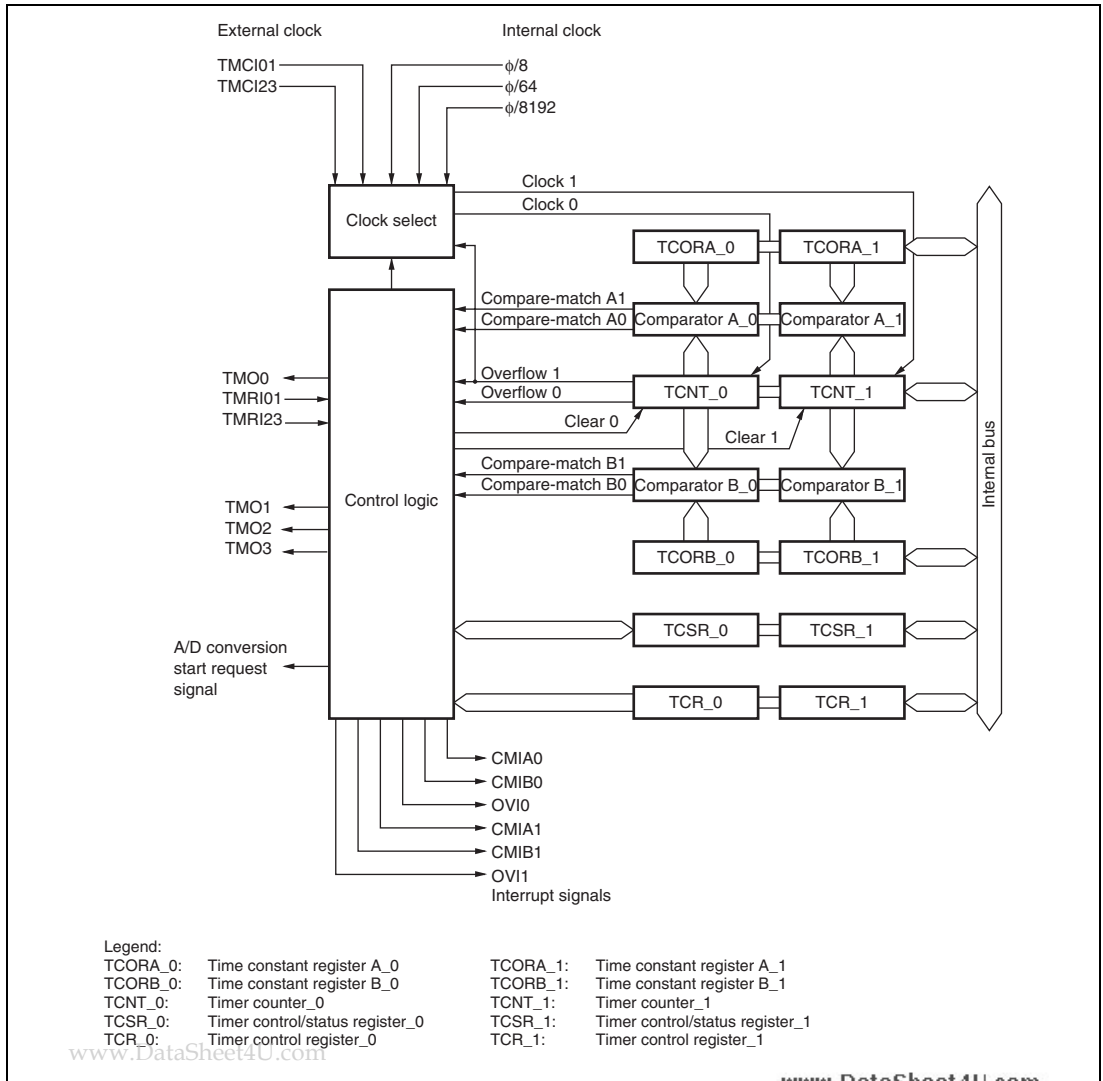 External clock
Internal clock
TMCI01
TMCI23
ϕ/8
ϕ/64
ϕ/8192
Clock 1
Clock 0
Clock select
TCORA_0
TCORA_1
Compare-match A1
Compare-match A0
Comparator A_0
Comparator A_1
TMO0
TMRI01
TMRI23
Overflow 1
Overflow 0
TCNT_0
TCNT_1
Clear 0
Clear 1
Internal bus
Compare-match B1
Compare-match B0
Comparator B_0
Comparator B_1
Control logic
TMO1
TMO2
TMO3
TCORB_0
TCORB_1
TCSR_0
TCSR_1
A/D conversion
start request
signal
TCR_0
TCR_1
CMIA0
CMIB0
OVI0
CMIA1
CMIB1
OVI1
Interrupt signals
Legend:
TCORA_0: Time constant register A_0 TCORA_1: Time constant register A_1
TCORB_0: Time constant register B_0 TCORB_1: Time constant register B_1
TCNT_0: Timer counter_0 TCNT_1: Timer counter_1
TCSR_0: Timer control/status register_0 TCSR_1: Timer control/status register_1
TCR_0: Timer control register_0 TCR_1: Timer control register_1
www.DataSheet4U.com
www.DataSheet4U.com